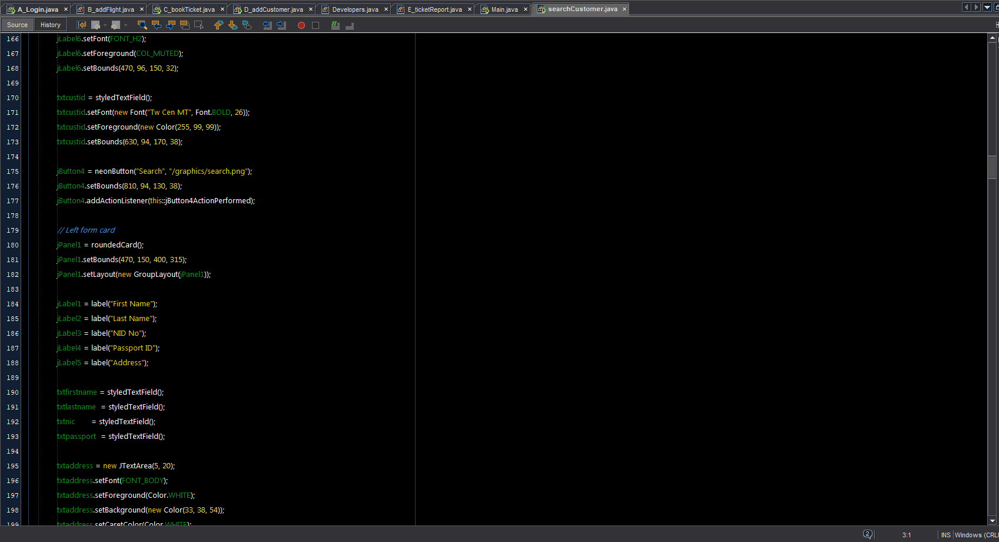 A_Login.java × B_addFlight.java × C_bookTicket.java × D_addCustomer.java × Developers.java × E_ticketReport.java × Main.java × searchCustomer.java ×
Source History
166 jLabel6.setFont(FONT_H2);
167 jLabel6.setForeground(COL_MUTED);
168 jLabel6.setBounds(470, 96, 150, 32);
169
170 txtcustid = styledTextField();
171 txtcustid.setFont(new Font("Tw Cen MT", Font.BOLD, 26));
172 txtcustid.setForeground(new Color(255, 99, 99));
173 txtcustid.setBounds(630, 94, 170, 38);
174
175 jButton4 = neonButton("Search", "/graphics/search.png");
176 jButton4.setBounds(810, 94, 130, 38);
177 jButton4.addActionListener(this::jButton4ActionPerformed);
178
179 // Left form card
180 jPanel1 = roundedCard();
181 jPanel1.setBounds(470, 150, 400, 315);
182 jPanel1.setLayout(new GroupLayout(jPanel1));
183
184 jLabel1 = label("First Name");
185 jLabel2 = label("Last Name");
186 jLabel3 = label("NID No");
187 jLabel4 = label("Passport ID");
188 jLabel5 = label("Address");
189
190 txtfirstname = styledTextField();
191 txtlastname = styledTextField();
192 txtnic = styledTextField();
193 txtpassport = styledTextField();
194
195 txtaddress = new JTextArea(5, 20);
196 txtaddress.setFont(FONT_BODY);
197 txtaddress.setForeground(Color.WHITE);
198 txtaddress.setBackground(new Color(33, 38, 54));
199 txtaddress.setCaretColor(Color.WHITE);
2 3:1 INS Windows (CRL